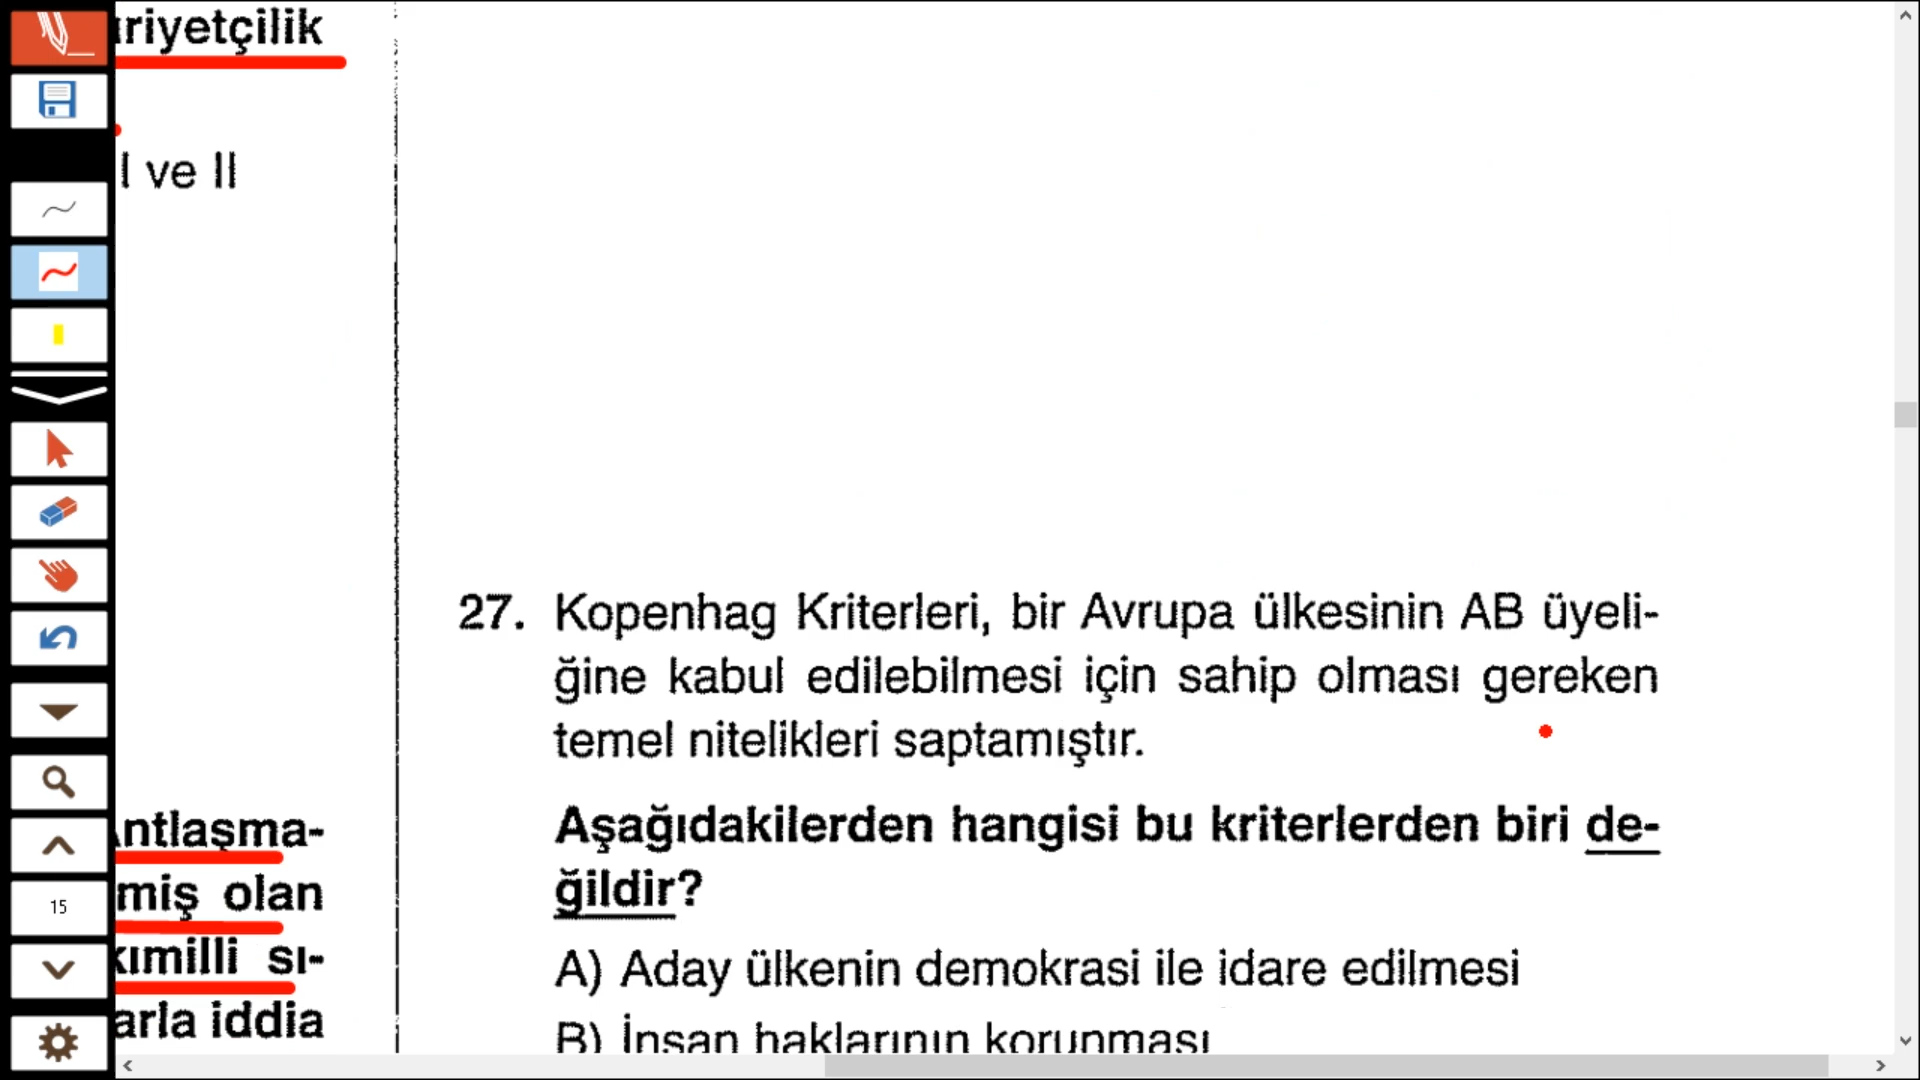 riyetçilik
I ve II
ntlaşma-
miş olan
kımilli sı-
arla iddia
15
27. Kopenhag Kriterleri, bir Avrupa ülkesinin AB üyeli-
ğine kabul edilebilmesi için sahip olması gereken
temel nitelikleri saptamıştır.
Aşağıdakilerden hangisi bu kriterlerden biri de-
ğildir?
A) Aday ülkenin demokrasi ile idare edilmesi
B) İnsan haklarının korunması